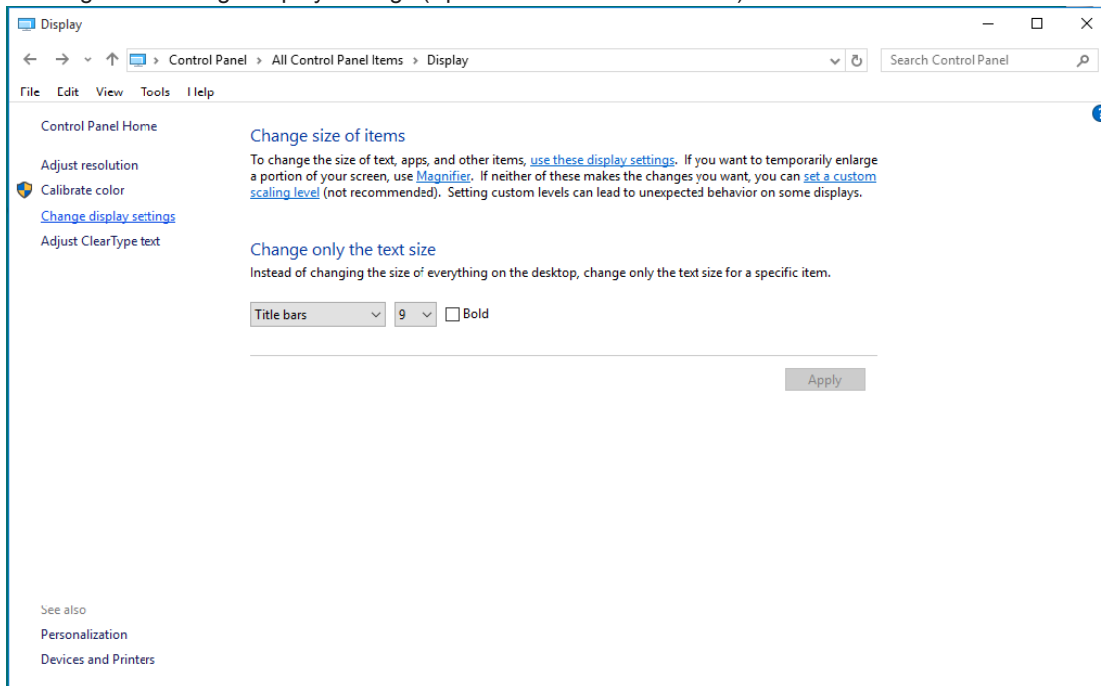 Display
Control Panel > All Control Panel Items > Display
Search Control Panel
File Edit View Tools Help
Control Panel Home
Adjust resolution
Calibrate color
Change display settings
Adjust ClearType text
Change size of items
To change the size of text, apps, and other items, use these display settings. If you want to temporarily enlarge
a portion of your screen, use Magnifier. If neither of these makes the changes you want, you can set a custom
scaling level (not recommended). Setting custom levels can lead to unexpected behavior on some displays.
Change only the text size
Instead of changing the size of everything on the desktop, change only the text size for a specific item.
Title bars 9 Bold
Apply
See also
Personalization
Devices and Printers